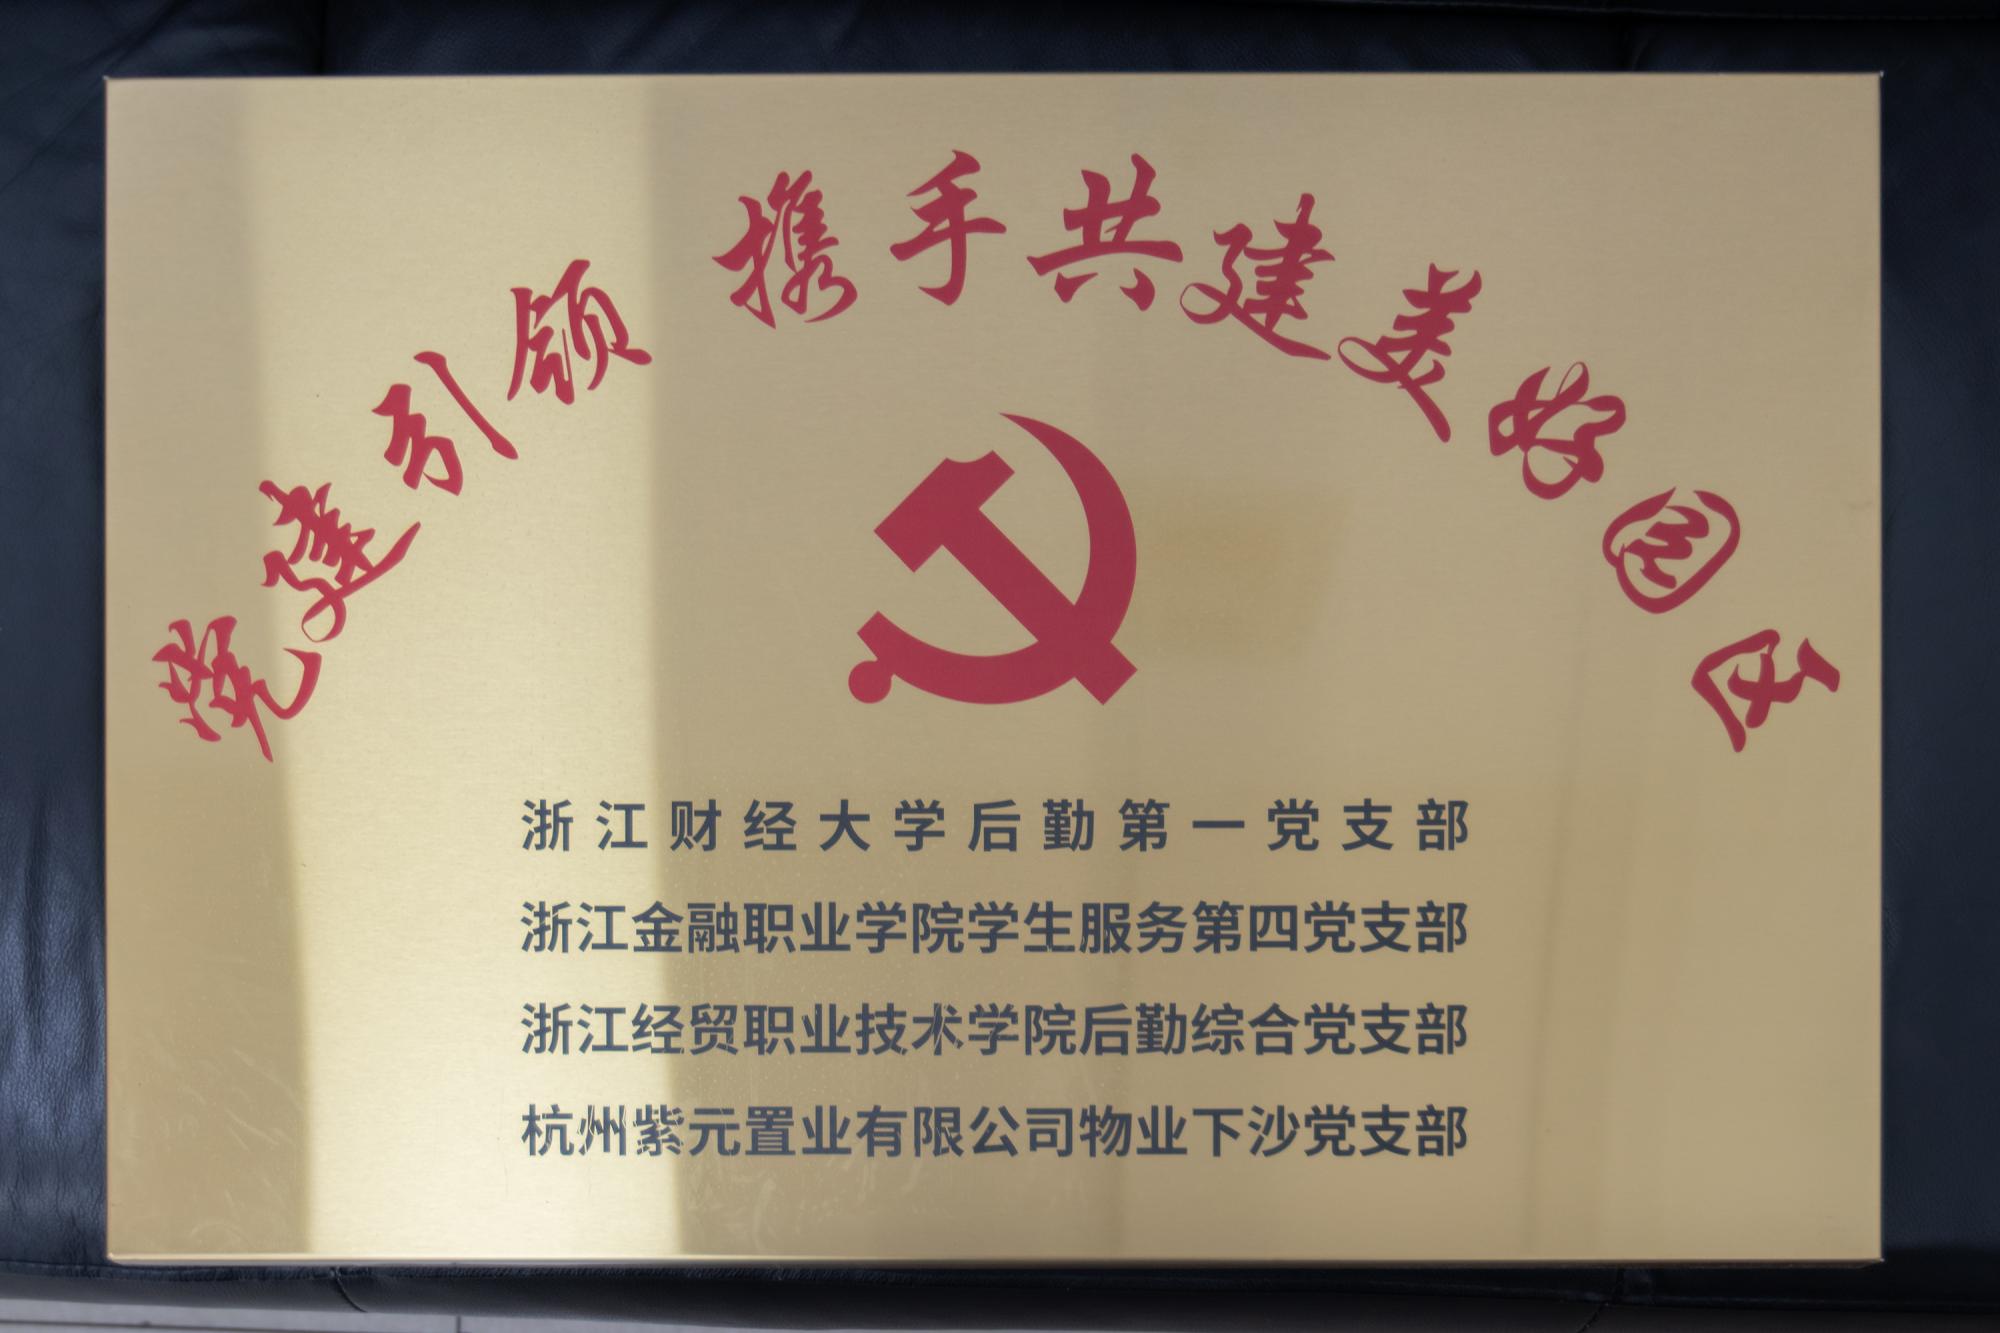 党建引领 携手共建美好园区
浙江财经大学后勤第一党支部
浙江金融职业学院学生服务第四党支部
浙江经贸职业技术学院后勤综合党支部
杭州紫元置业有限公司物业下沙党支部